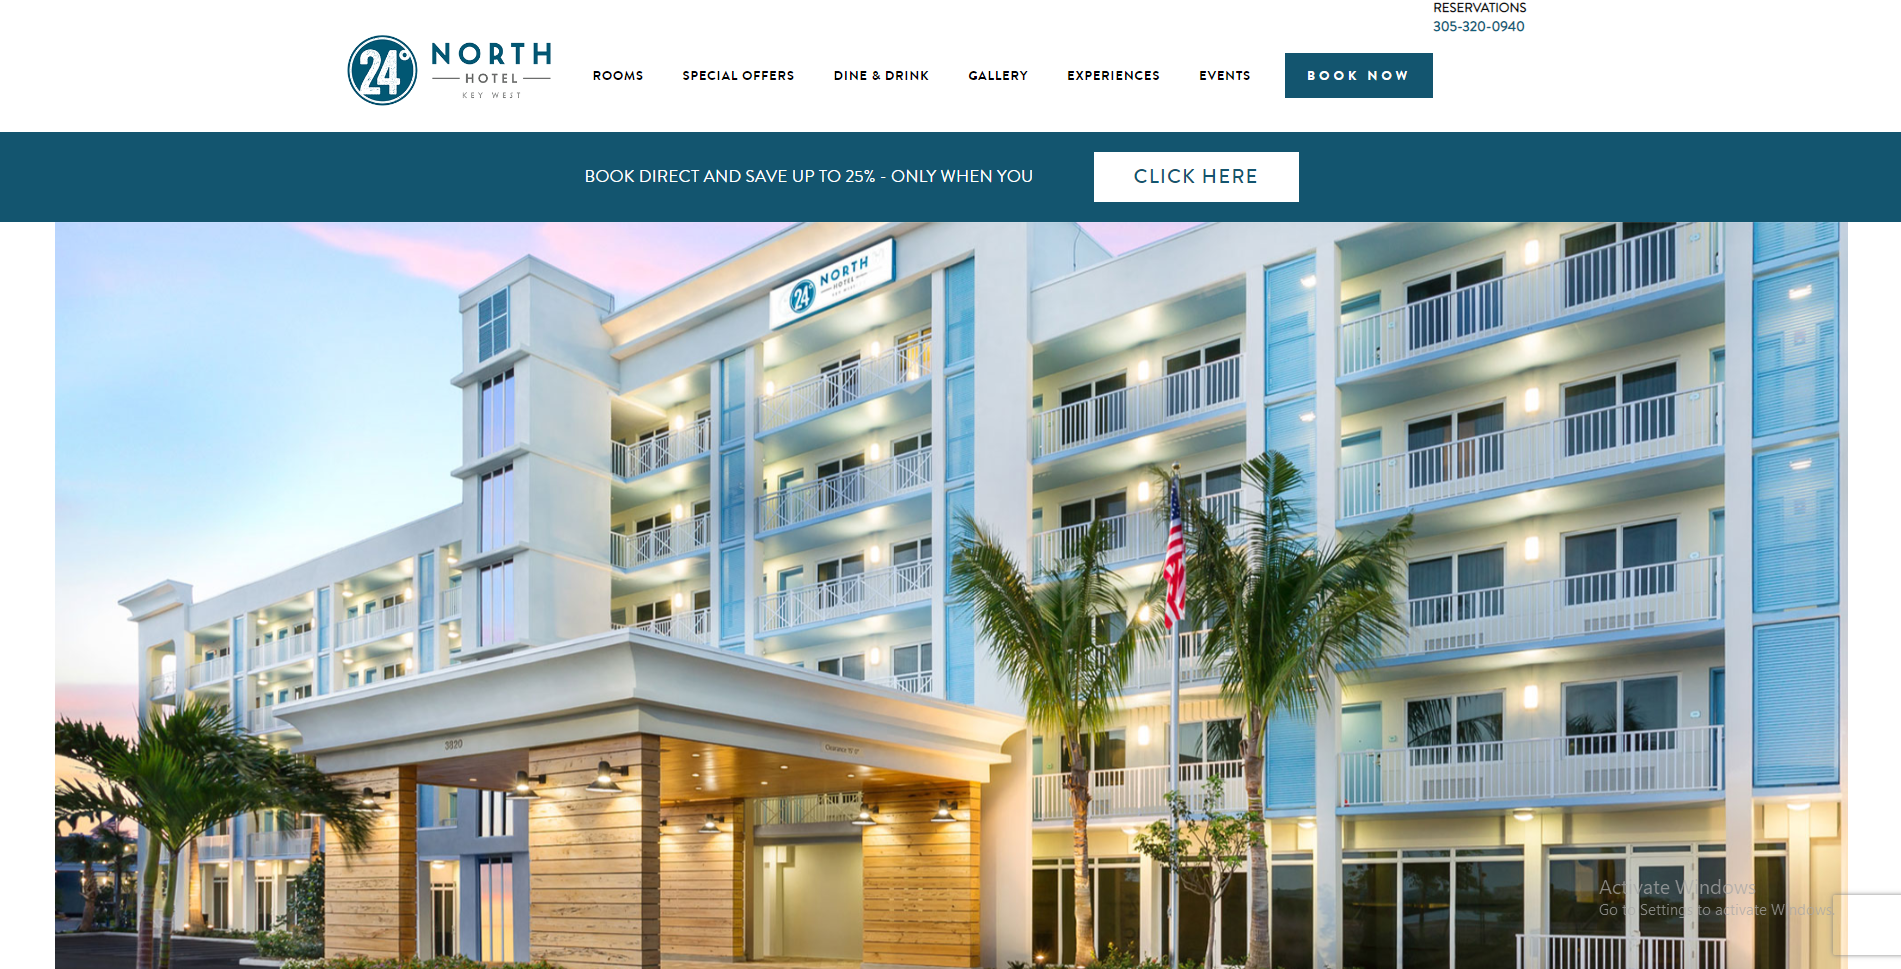 RESERVATIONS
305-320-0940
24°
NORTH
HOTEL
KEY WEST
ROOMS
SPECIAL OFFERS
DINE & DRINK
GALLERY
EXPERIENCES
EVENTS
BOOK NOW
BOOK DIRECT AND SAVE UP TO 25% - ONLY WHEN YOU
CLICK HERE
24°
NORTH
HOTEL
KEY WEST
3820
Activate Windows
Go to Settings to activate Windows.